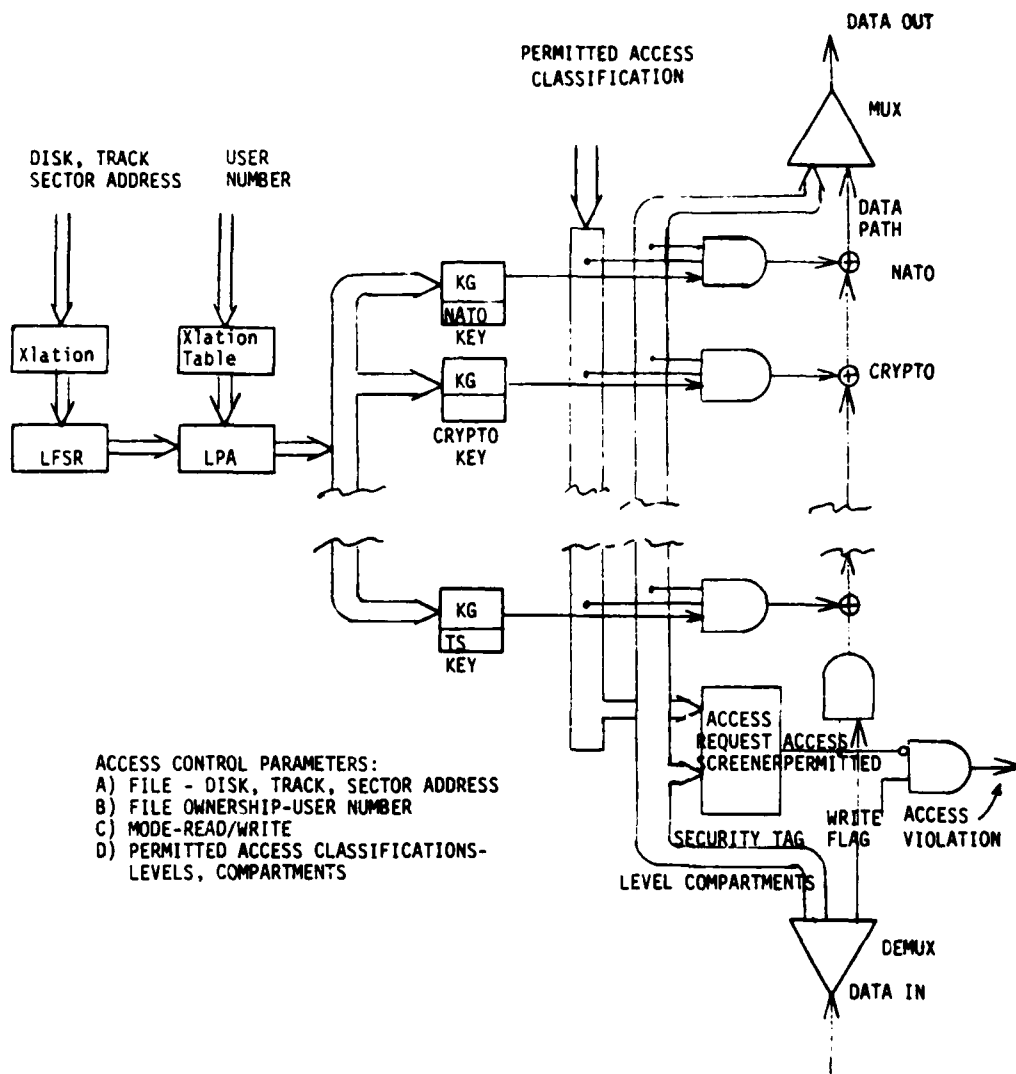 DATA OUT
PERMITTED ACCESS
CLASSIFICATION
MUX
DISK, TRACK
SECTOR ADDRESS
USER
NUMBER
DATA
PATH
KG
NATO
KEY
NATO
Xlation
Xlation
Table
KG
CRYPTO
KEY
CRYPTO
LFSR
LPA
KG
TS
KEY
ACCESS
REQUEST
SCREENER
ACCESS
PERMITTED
ACCESS CONTROL PARAMETERS:
A) FILE - DISK, TRACK, SECTOR ADDRESS
B) FILE OWNERSHIP-USER NUMBER
C) MODE-READ/WRITE
D) PERMITTED ACCESS CLASSIFICATIONS-
LEVELS, COMPARTMENTS
WRITE
FLAG
ACCESS
VIOLATION
SECURITY TAG
LEVEL COMPARTMENTS
DEMUX
DATA IN